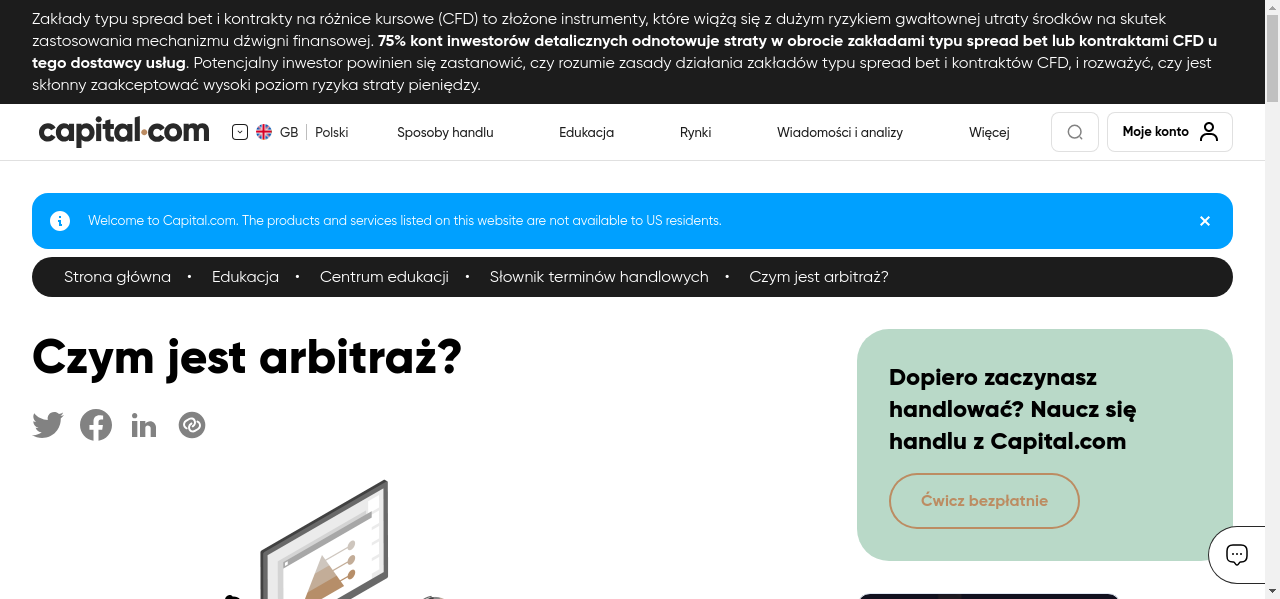 Zakłady typu spread bet i kontrakty na różnice kursowe (CFD) to złożone instrumenty, które wiążą się z dużym ryzykiem gwałtownej utraty środków na skutek
zastosowania mechanizmu dźwigni finansowej. 75% kont inwestorów detalicznych odnotowuje straty w obrocie zakładami typu spread bet lub kontraktami CFD u
tego dostawcy usług. Potencjalny inwestor powinien się zastanowić, czy rozumie zasady działania zakładów typu spread bet i kontraktów CFD, i rozważyć, czy jest
skłonny zaakceptować wysoki poziom ryzyka straty pieniędzy.
capital.com GB Polski Sposoby handlu Edukacja Rynki Wiadomości i analizy Więcej Moje konto
Welcome to Capital.com. The products and services listed on this website are not available to US residents.
Strona główna • Edukacja • Centrum edukacji • Słownik terminów handlowych • Czym jest arbitraż?
Czym jest arbitraż?
Dopiero zaczynasz
handlować? Naucz się
handlu z Capital.com
Ćwicz bezpłatnie